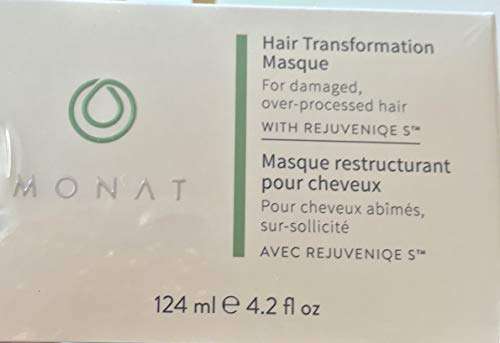 MONAT
Hair Transformation
Masque
For damaged,
over-processed hair
WITH REJUVENIQE S™
Masque restructurant
pour cheveux
Pour cheveux abîmés,
sur-sollicité
AVEC REJUVENIQE S™
124 ml ℮ 4.2 fl oz